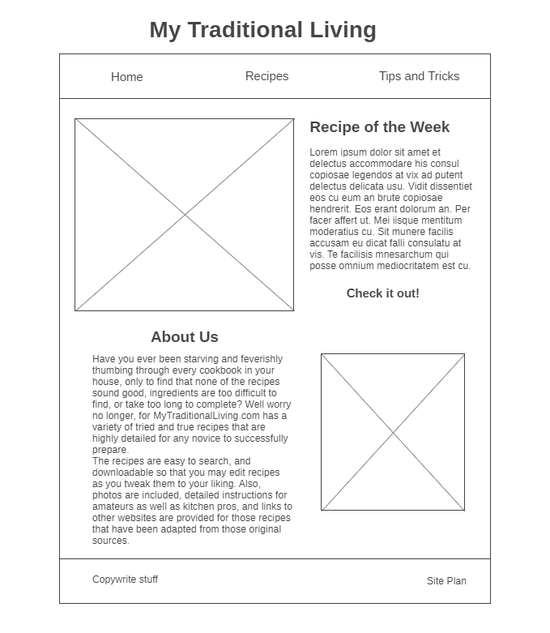 My Traditional Living
Home Recipes Tips and Tricks
Recipe of the Week
Lorem ipsum dolor sit amet et
delectus accommodare his consul
copiosae legendos at vix ad putent
delectus delicata usu. Vidit dissentiet
eos cu eum an brute copiosae
hendrerit. Eos erant dolorum an. Per
facer affert ut. Mei iisque mentitum
moderatius cu. Sit munere facilis
accusam eu dicat falli consulatu at
vis. Te facilisis mnesarchum qui
posse omnium mediocritatem est cu.
Check it out!
About Us
Have you ever been starving and feverishly
thumbing through every cookbook in your
house, only to find that none of the recipes
sound good, ingredients are too difficult to
find, or take too long to complete? Well worry
no longer, for MyTraditionalLiving.com has a
variety of tried and true recipes that are
highly detailed for any novice to successfully
prepare.
The recipes are easy to search, and
downloadable so that you may edit recipes
as you tweak them to your liking. Also,
photos are included, detailed instructions for
amateurs as well as kitchen pros, and links to
other websites are provided for those recipes
that have been adapted from those original
sources.
Copywrite stuff
Site Plan